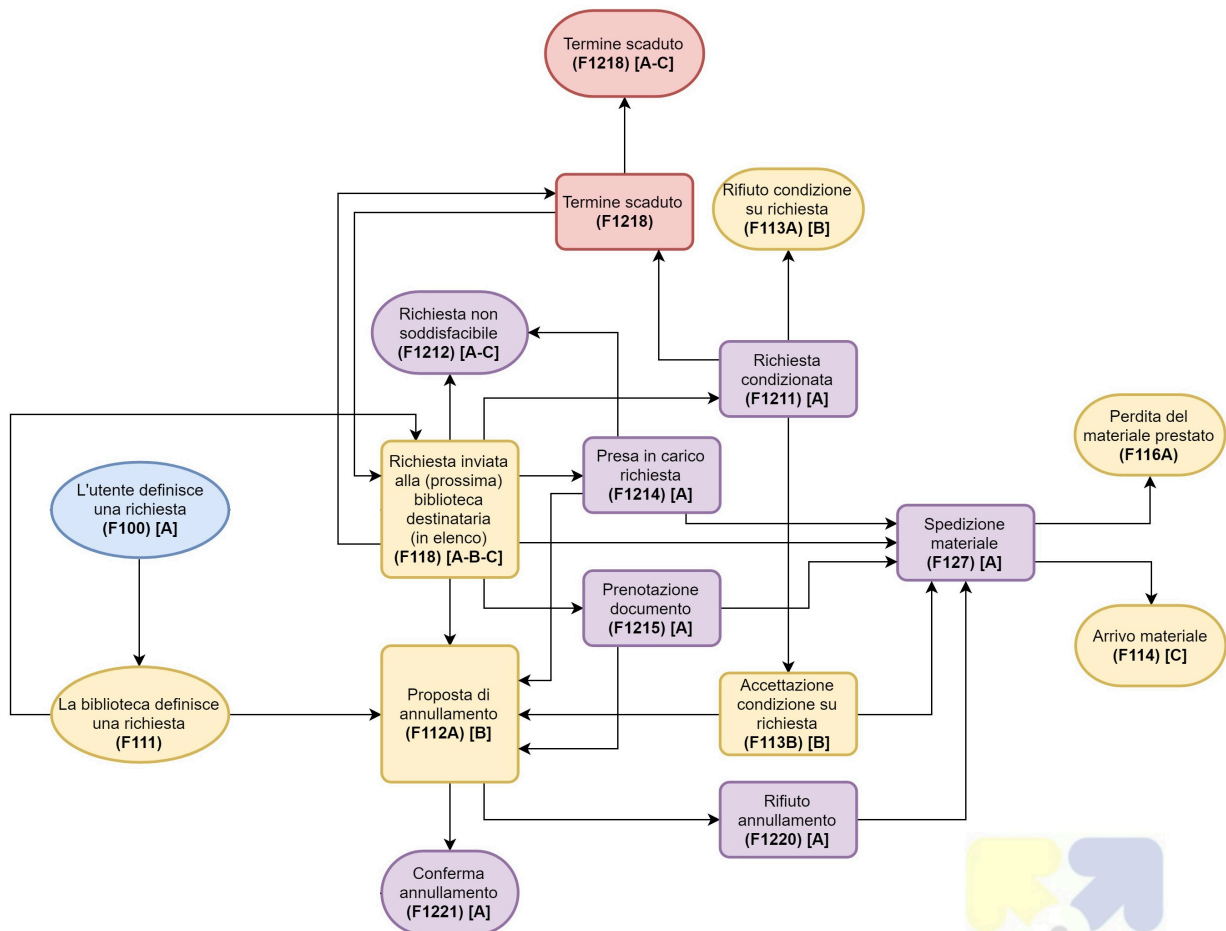 Termine scaduto
(F1218) [A-C]
Termine scaduto
(F1218)
Rifiuto condizione
su richiesta
(F113A) [B]
Richiesta non
soddisfacibile
(F1212) [A-C]
Richiesta
condizionata
(F1211) [A]
Perdita del
materiale prestato
(F116A)
L'utente definisce
una richiesta
(F100) [A]
Richiesta inviata
alla (prossima)
biblioteca
destinataria
(in elenco)
(F118) [A-B-C]
Presa in carico
richiesta
(F1214) [A]
Spedizione
materiale
(F127) [A]
Prenotazione
documento
(F1215) [A]
Arrivo materiale
(F114) [C]
La biblioteca definisce
una richiesta
(F111)
Proposta di
annullamento
(F112A) [B]
Accettazione
condizione su
richiesta
(F113B) [B]
Rifiuto
annullamento
(F1220) [A]
Conferma
annullamento
(F1221) [A]